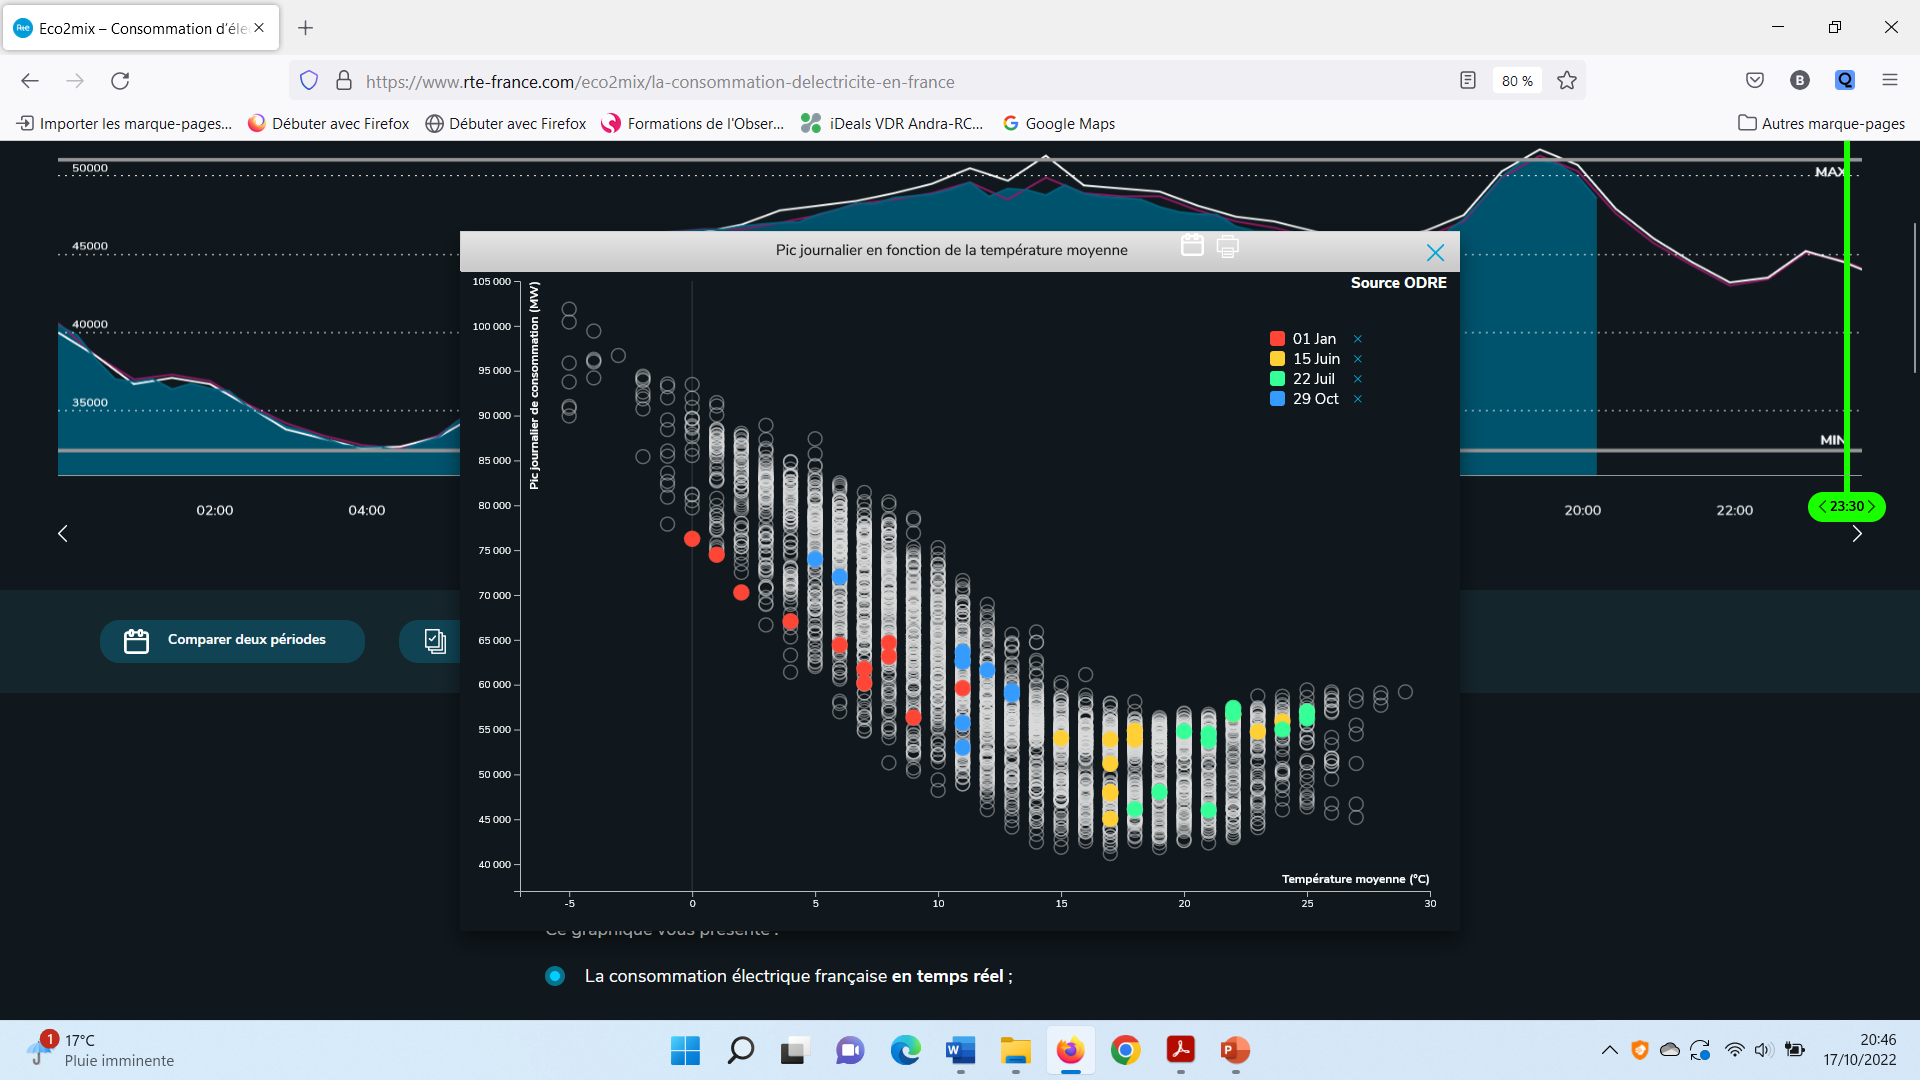 Rte Eco2mix – Consommation d'éle
https://www.rte-france.com/eco2mix/la-consommation-delectricite-en-france
80 %
B
Q
Importer les marque-pages...
Débuter avec Firefox
Débuter avec Firefox
Formations de l'Obser...
iDeals VDR Andra-RC...
Google Maps
Autres marque-pages
50000
MAX
45000
40000
35000
MIN
02:00
04:00
20:00
22:00
23:30
Pic journalier en fonction de la température moyenne
Source ODRE
Pic journalier de consommation (MW)
105 000
100 000
95 000
90 000
85 000
80 000
75 000
70 000
65 000
60 000
55 000
50 000
45 000
40 000
01 Jan ×
15 Juin ×
22 Juil ×
29 Oct ×
Température moyenne (°C)
-5
0
5
10
15
20
25
30
Comparer deux périodes
Ce graphique vous présente :
La consommation électrique française en temps réel ;
1
17°C
Pluie imminente
W
P
20:46
17/10/2022